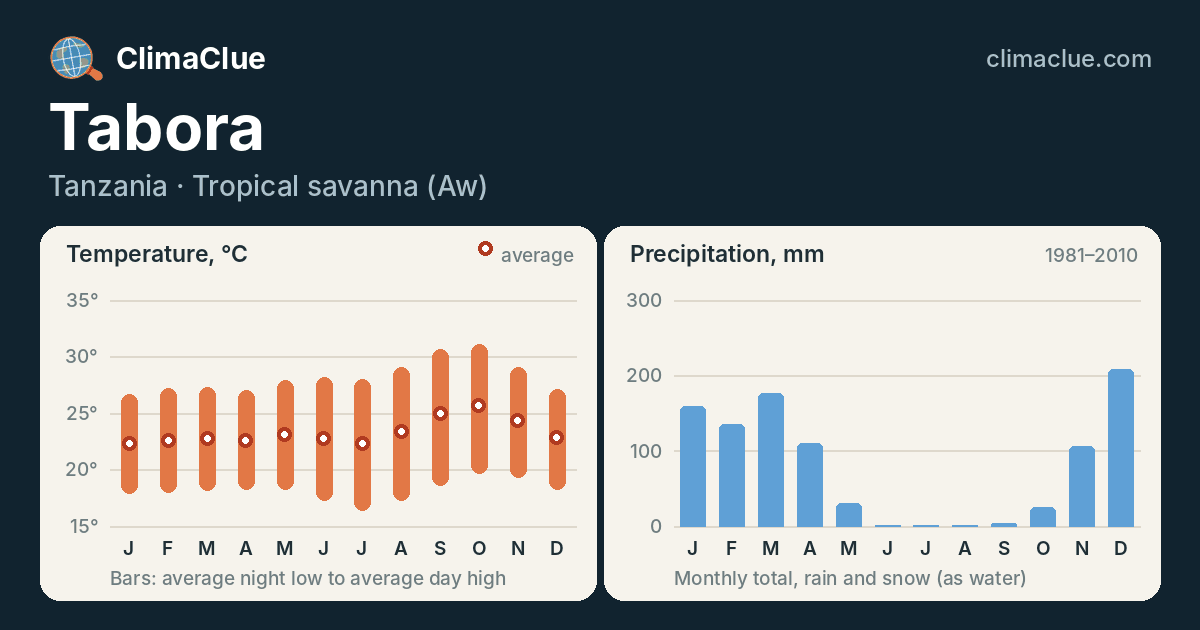 ClimaClue
climaclue.com
Tabora
Tanzania · Tropical savanna (Aw)
Temperature, °C
average
35°
30°
25°
20°
15°
J F M A M J J A S O N D
Bars: average night low to average day high
Precipitation, mm
1981–2010
300
200
100
0
J F M A M J J A S O N D
Monthly total, rain and snow (as water)